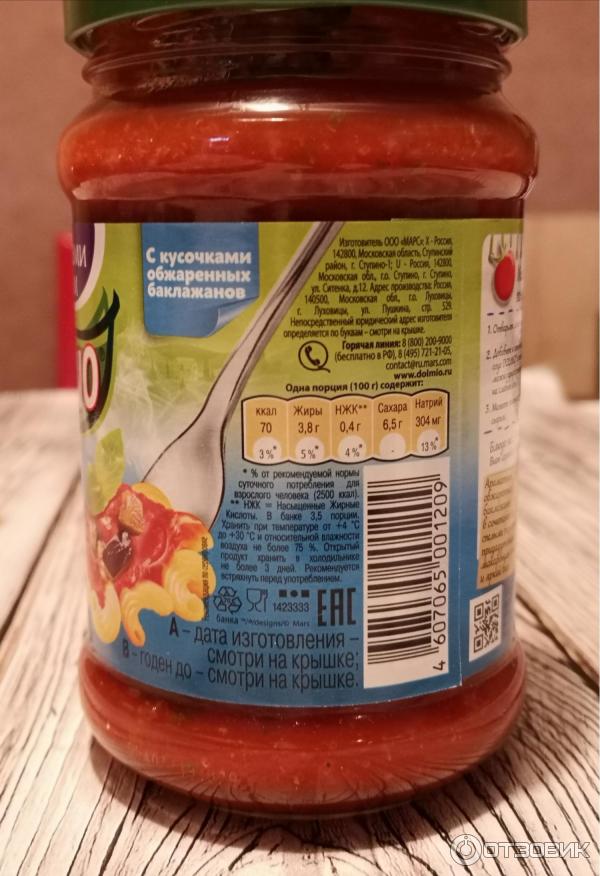 С кусочками
обжаренных
баклажанов
Изготовитель ООО «МАРС»: X - Россия,
142800, Московская область, Ступинский
район, г. Ступино-1; U - Россия, 142800,
Московская обл., г.о. Ступино, г. Ступино,
ул. Ситенка, д.12. Адрес производства: Россия,
140500, Московская обл., г.о. Луховицы,
г. Луховицы, ул. Пушкина, стр. 529.
Непосредственный юридический адрес изготовителя
определяется по буквам – смотри на крышке.
Горячая линия: 8 (800) 200-9000
(бесплатно в РФ), 8 (495) 721-21-05,
contact@ru.mars.com
www.dolmio.ru
Одна порция (100 г) содержит:
ккал Жиры НЖК** Сахара Натрий
70 3,8 г 0,4 г 6,5 г 304 мг
3 %* 5 %* 4 %* - 13 %*
* % от рекомендуемой нормы
суточного потребления для
взрослого человека (2500 ккал).
** НЖК = Насыщенные Жирные
Кислоты. В банке 3,5 порции.
Хранить при температуре от +4 °C
до +30 °C и относительной влажности
воздуха не более 75 %. Открытый
продукт хранить в холодильнике
не более 3 дней. Рекомендуется
встряхнуть перед употреблением.
1423333
EAC
банка ™/®designs/© Mars
A – дата изготовления –
смотри на крышке;
B – годен до – смотри на крышке.
4 607065 001209
ОТЗОВИК